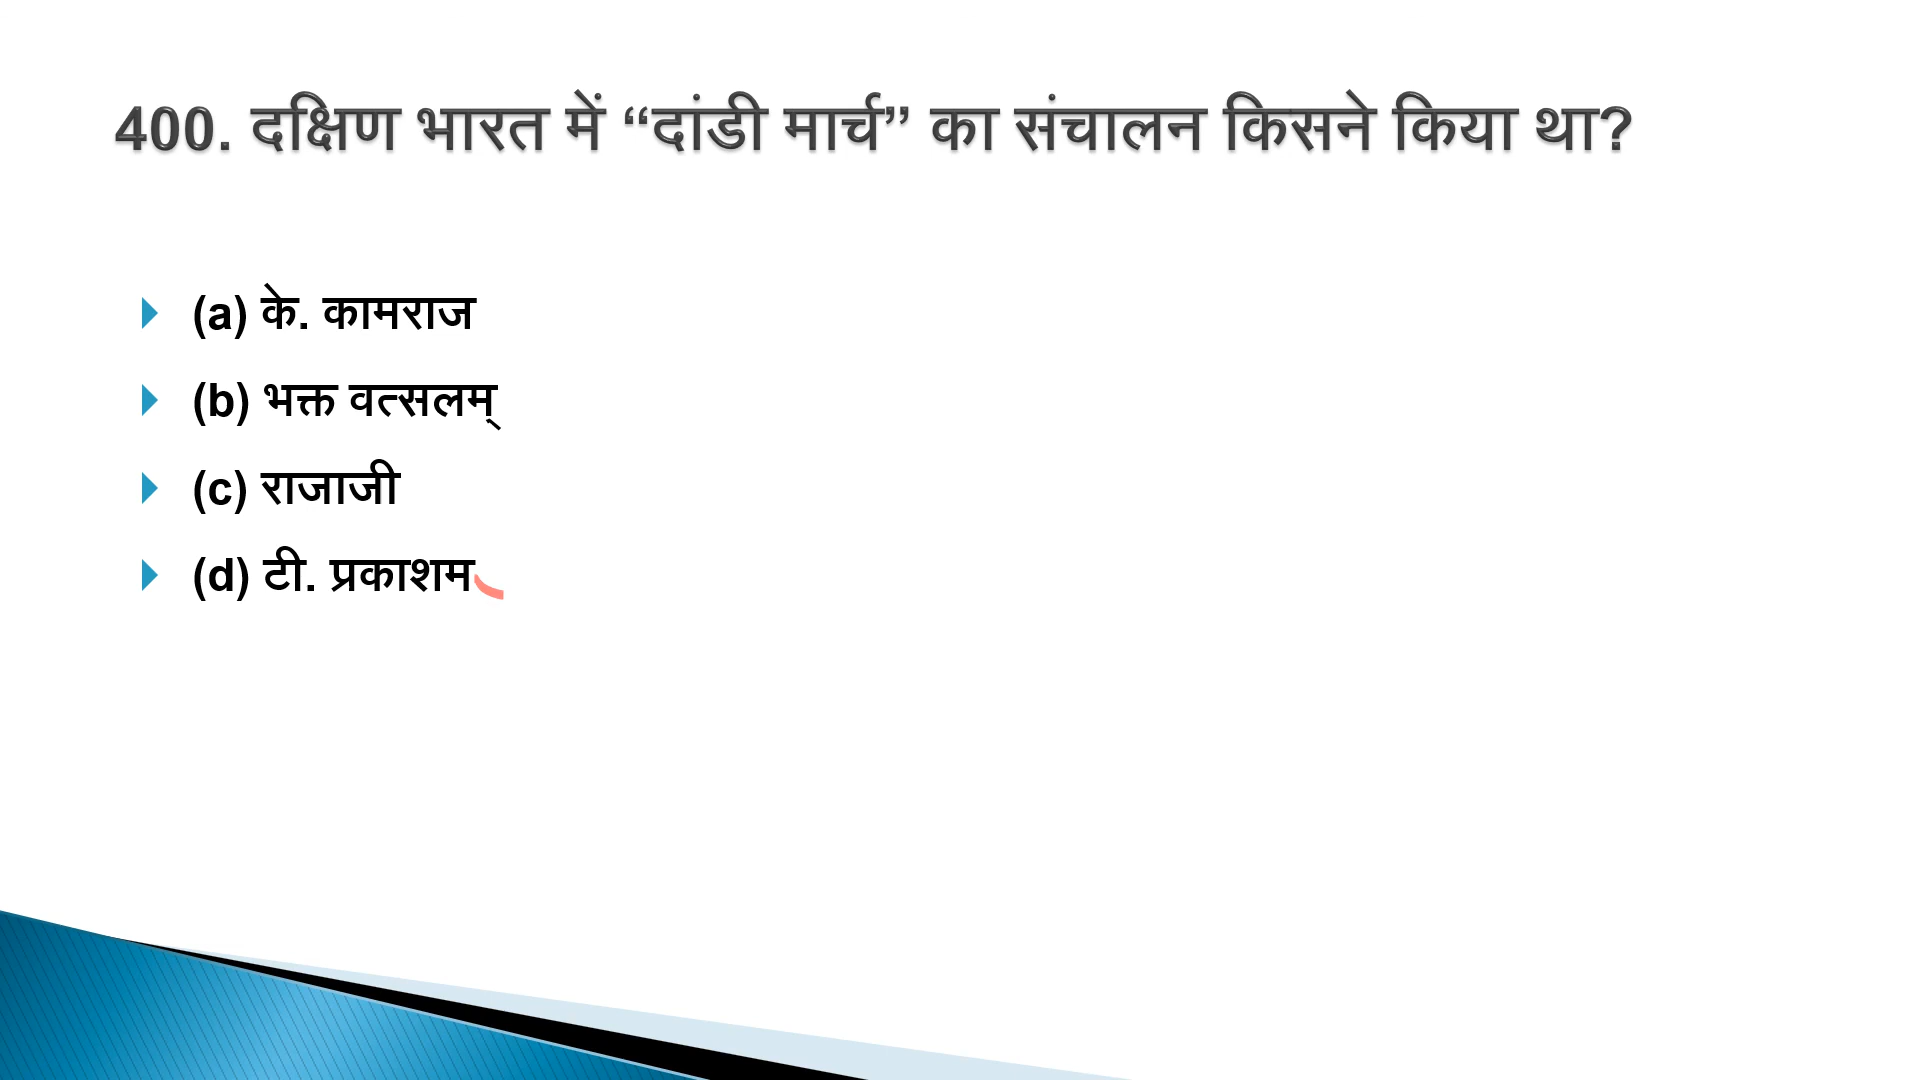 400. दक्षिण भारत में “दांडी मार्च” का संचालन किसने किया था?
(a) के. कामराज
(b) भक्त वत्सलम्
(c) राजाजी
(d) टी. प्रकाशम